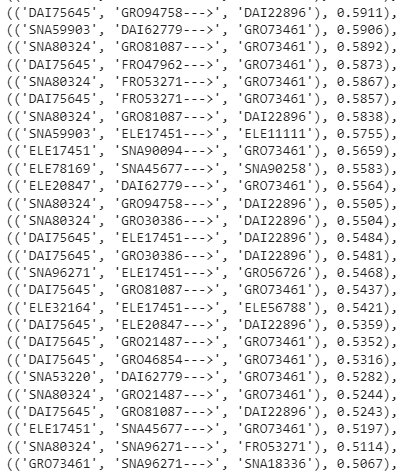 (('DAI75645', 'GRO94758--->', 'DAI22896'), 0.5911),
(('SNA59903', 'DAI62779--->', 'GRO73461'), 0.5906),
(('SNA80324', 'GRO81087--->', 'GRO73461'), 0.5892),
(('DAI75645', 'FRO47962--->', 'GRO73461'), 0.5873),
(('SNA80324', 'FRO53271--->', 'GRO73461'), 0.5867),
(('DAI75645', 'FRO53271--->', 'GRO73461'), 0.5857),
(('SNA80324', 'GRO81087--->', 'DAI22896'), 0.5838),
(('SNA59903', 'ELE17451--->', 'ELE11111'), 0.5755),
(('ELE17451', 'SNA90094--->', 'GRO73461'), 0.5659),
(('ELE78169', 'SNA45677--->', 'SNA90258'), 0.5583),
(('ELE20847', 'DAI62779--->', 'GRO73461'), 0.5564),
(('SNA80324', 'GRO94758--->', 'DAI22896'), 0.5505),
(('SNA80324', 'GRO30386--->', 'DAI22896'), 0.5504),
(('DAI75645', 'ELE17451--->', 'DAI22896'), 0.5484),
(('DAI75645', 'GRO30386--->', 'DAI22896'), 0.5481),
(('SNA96271', 'ELE17451--->', 'GRO56726'), 0.5468),
(('DAI75645', 'GRO81087--->', 'GRO73461'), 0.5437),
(('ELE32164', 'ELE17451--->', 'ELE56788'), 0.5421),
(('DAI75645', 'ELE20847--->', 'DAI22896'), 0.5359),
(('DAI75645', 'GRO21487--->', 'GRO73461'), 0.5352),
(('DAI75645', 'GRO46854--->', 'GRO73461'), 0.5316),
(('SNA53220', 'DAI62779--->', 'GRO73461'), 0.5282),
(('SNA80324', 'GRO21487--->', 'GRO73461'), 0.5244),
(('DAI75645', 'GRO81087--->', 'DAI22896'), 0.5243),
(('ELE17451', 'SNA45677--->', 'GRO73461'), 0.5197),
(('SNA80324', 'SNA96271--->', 'FRO53271'), 0.5114),
(('GRO73461', 'SNA96271--->', 'SNA18336'), 0.5067),